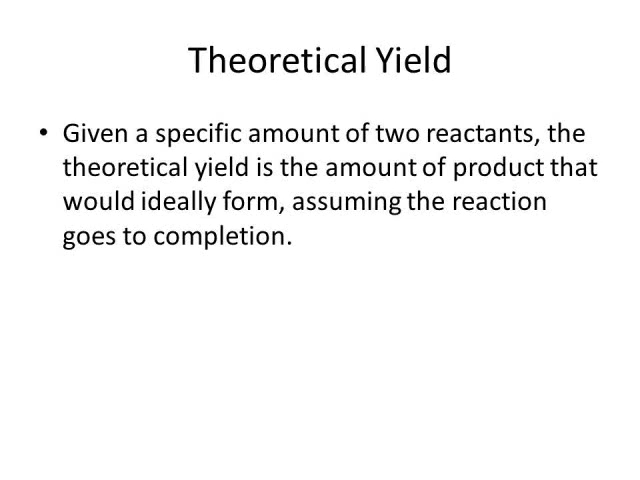 Theoretical Yield
• Given a specific amount of two reactants, the
theoretical yield is the amount of product that
would ideally form, assuming the reaction
goes to completion.